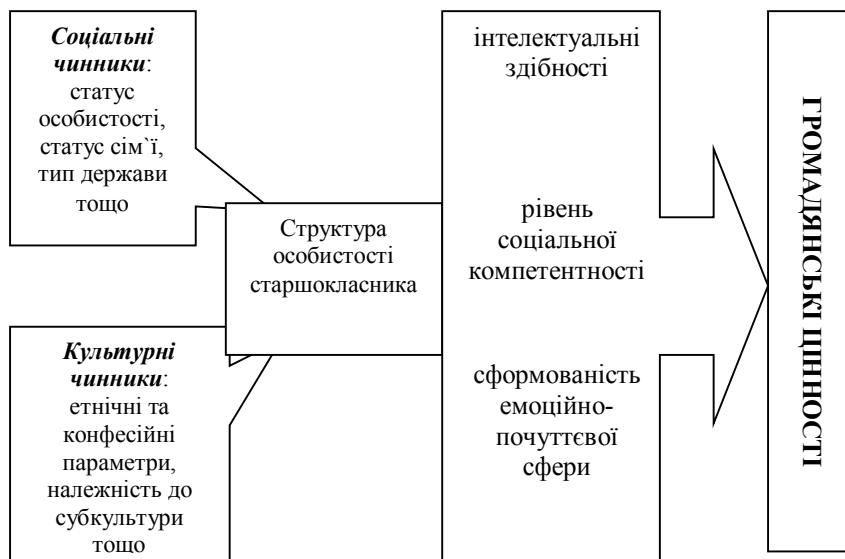 Соціальні
чинники:
статус
особистості,
статус сім`ї,
тип держави
тощо
Культурні
чинники:
етнічні та
конфесійні
параметри,
належність до
субкультури
тощо
Структура
особистості
старшокласника
інтелектуальні
здібності
рівень
соціальної
компетентності
сформованість
емоційно-
почуттєвої
сфери
ГРОМАДЯНСЬКІ ЦІННОСТІ